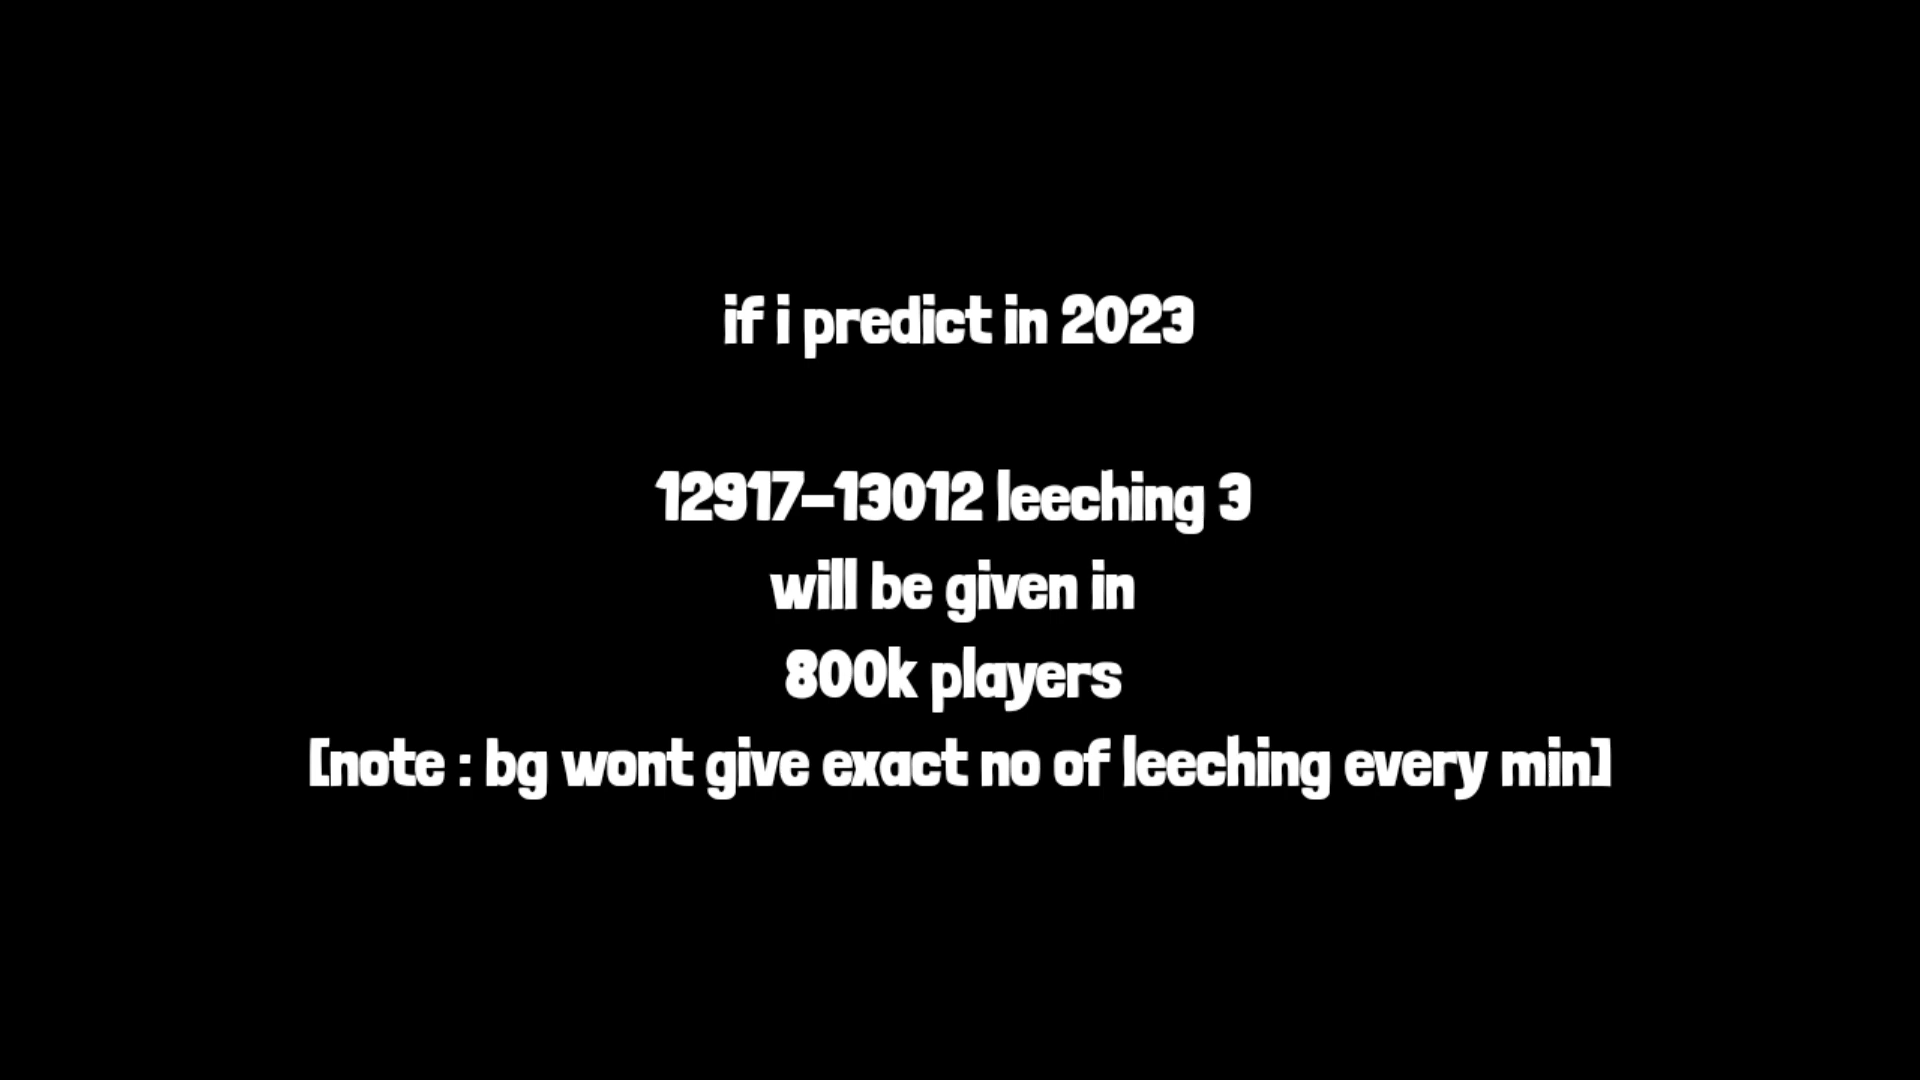 if i predict in 2023
12917-13012 leeching 3
will be given in
800k players
[note : bg wont give exact no of leeching every min]